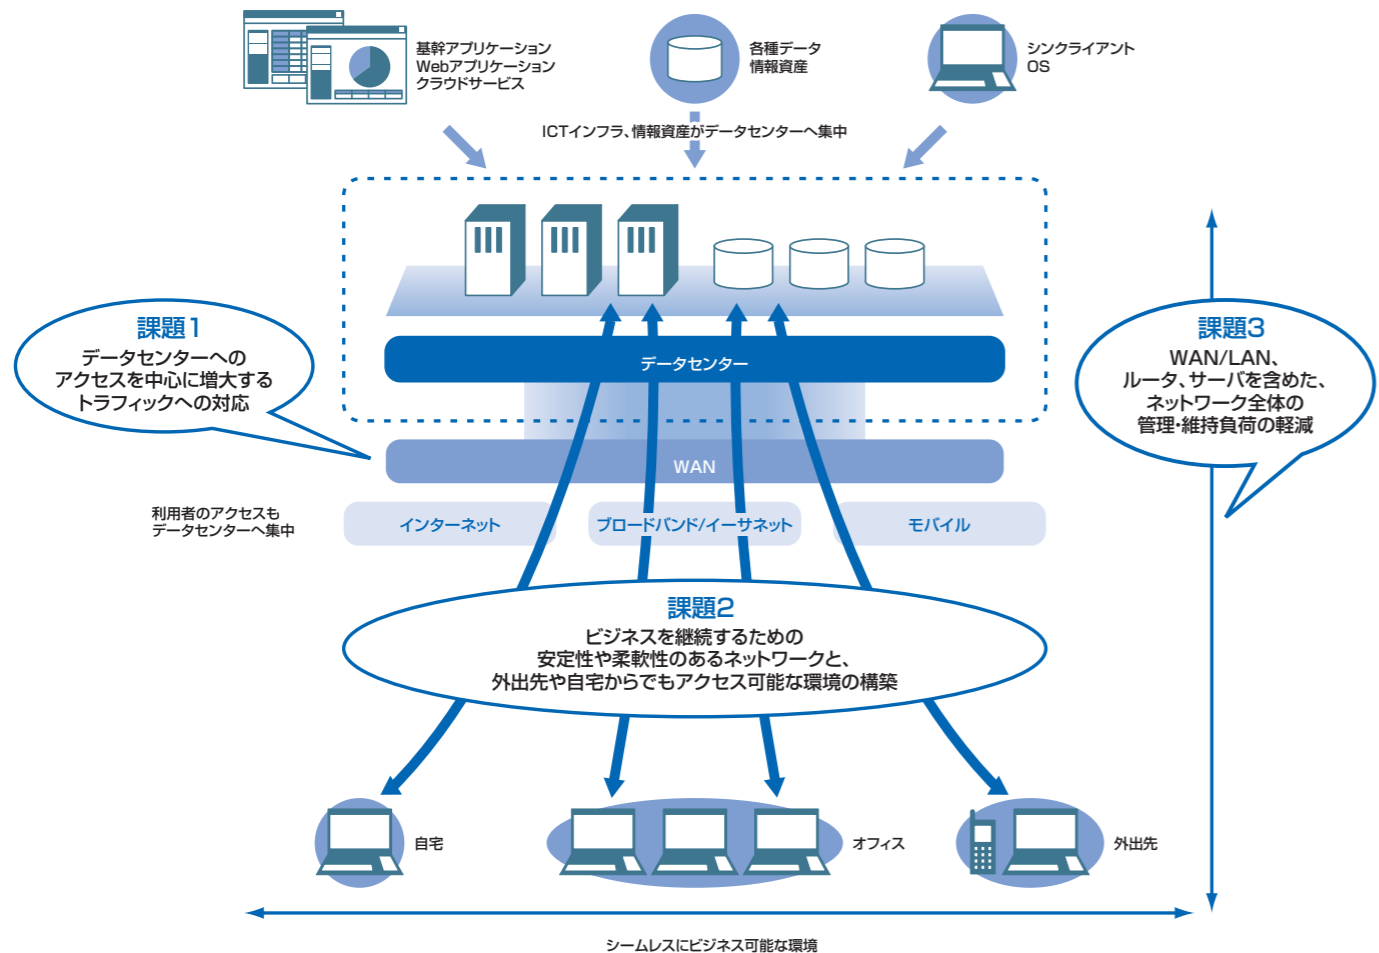 基幹アプリケーション
Webアプリケーション
クラウドサービス
各種データ
情報資産
シンクライアント
OS
ICTインフラ、情報資産がデータセンターへ集中
課題1
データセンターへの
アクセスを中心に増大する
トラフィックへの対応
データセンター
課題3
WAN/LAN、
ルータ、サーバを含めた、
ネットワーク全体の
管理・維持負荷の軽減
WAN
利用者のアクセスも
データセンターへ集中
インターネット
ブロードバンド/イーサネット
モバイル
課題2
ビジネスを継続するための
安定性や柔軟性のあるネットワークと、
外出先や自宅からでもアクセス可能な環境の構築
自宅
オフィス
外出先
シームレスにビジネス可能な環境